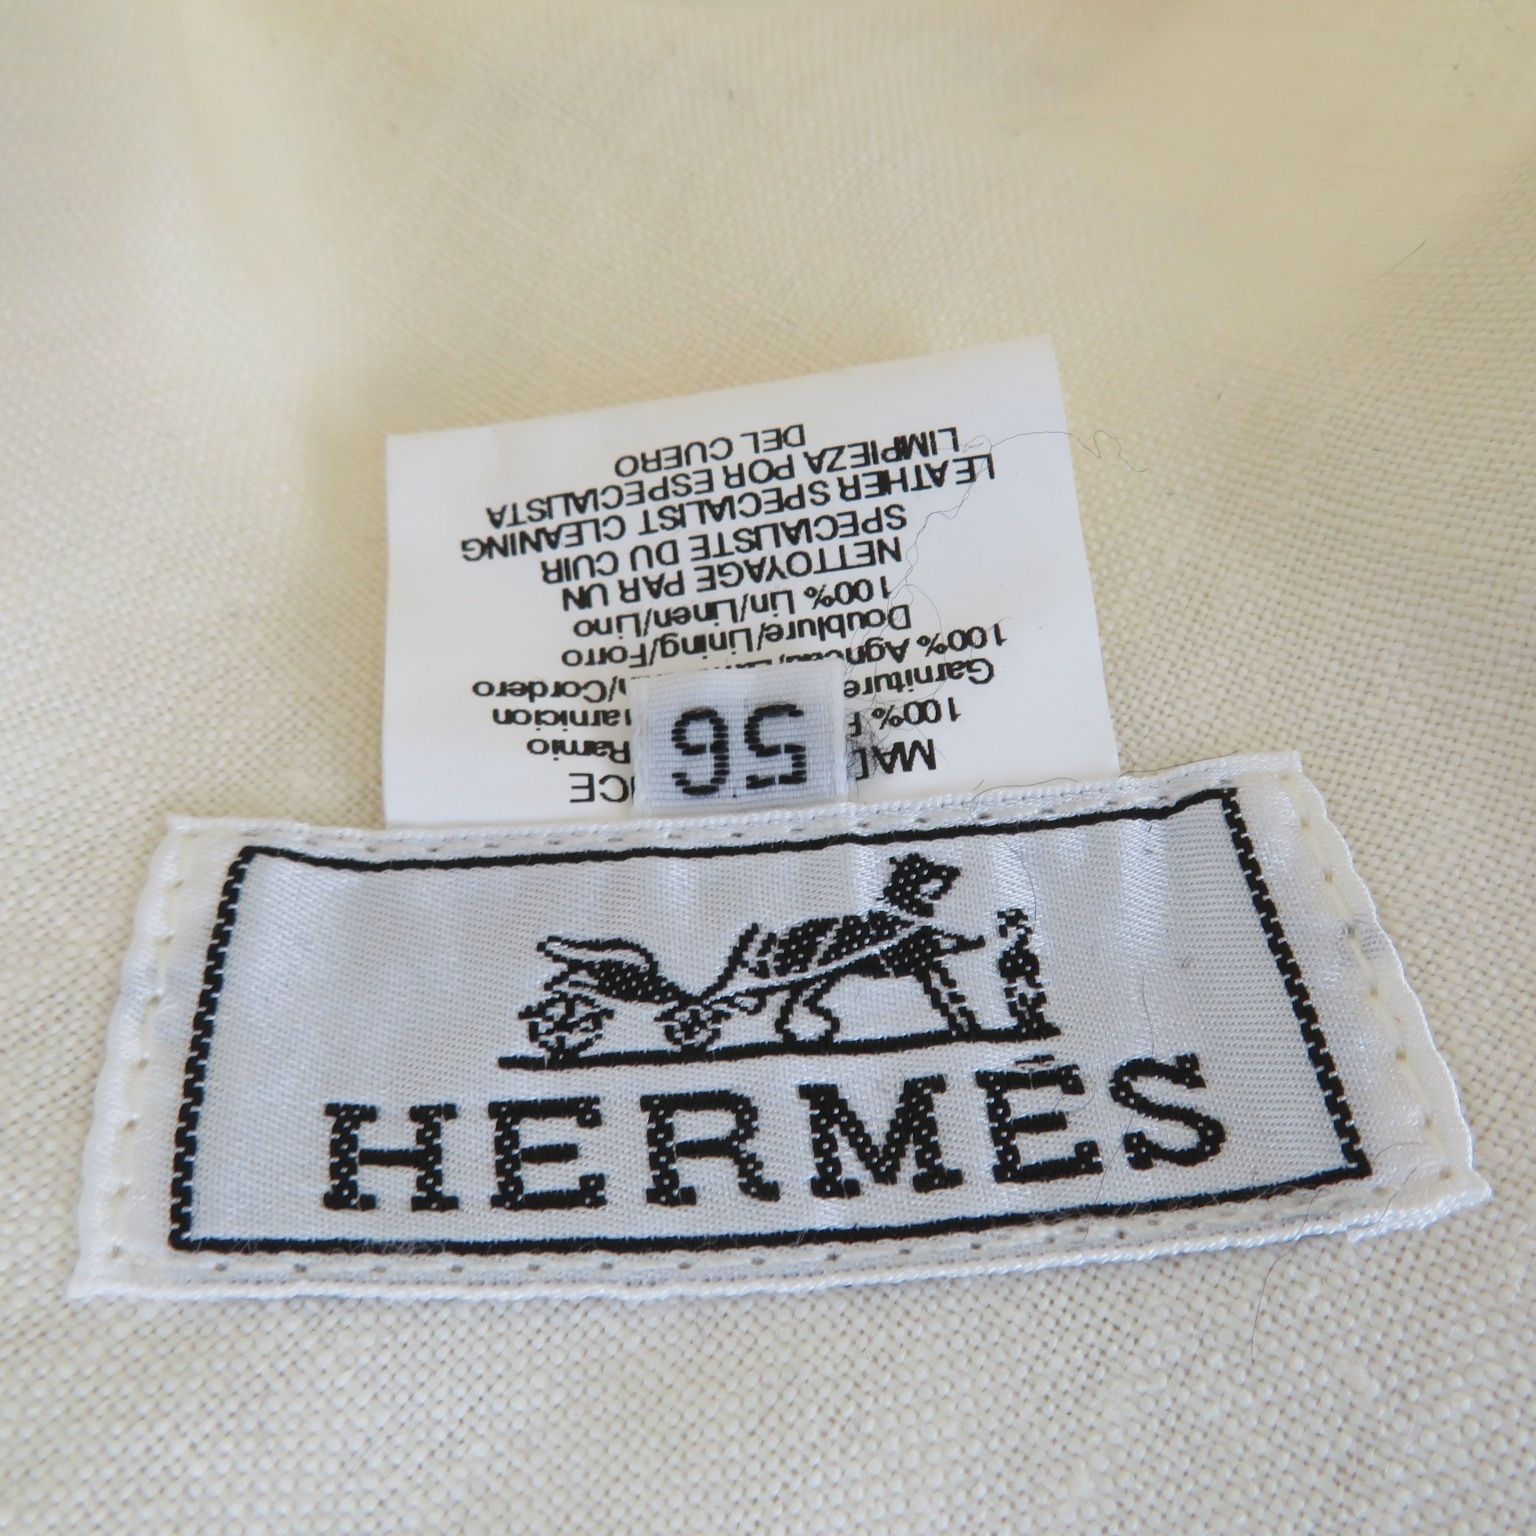 HERMÈS
56
100% Ramio
Garniture
100% Agneau Cordero
Doublure/Lining/Forro
100% Lin/Linen/Lino
NETTOYAGE PAR UN
SPECIALISTE DU CUIR
LEATHER SPECIALIST CLEANING
LIMPIEZA POR ESPECIALISTA
DEL CUERO